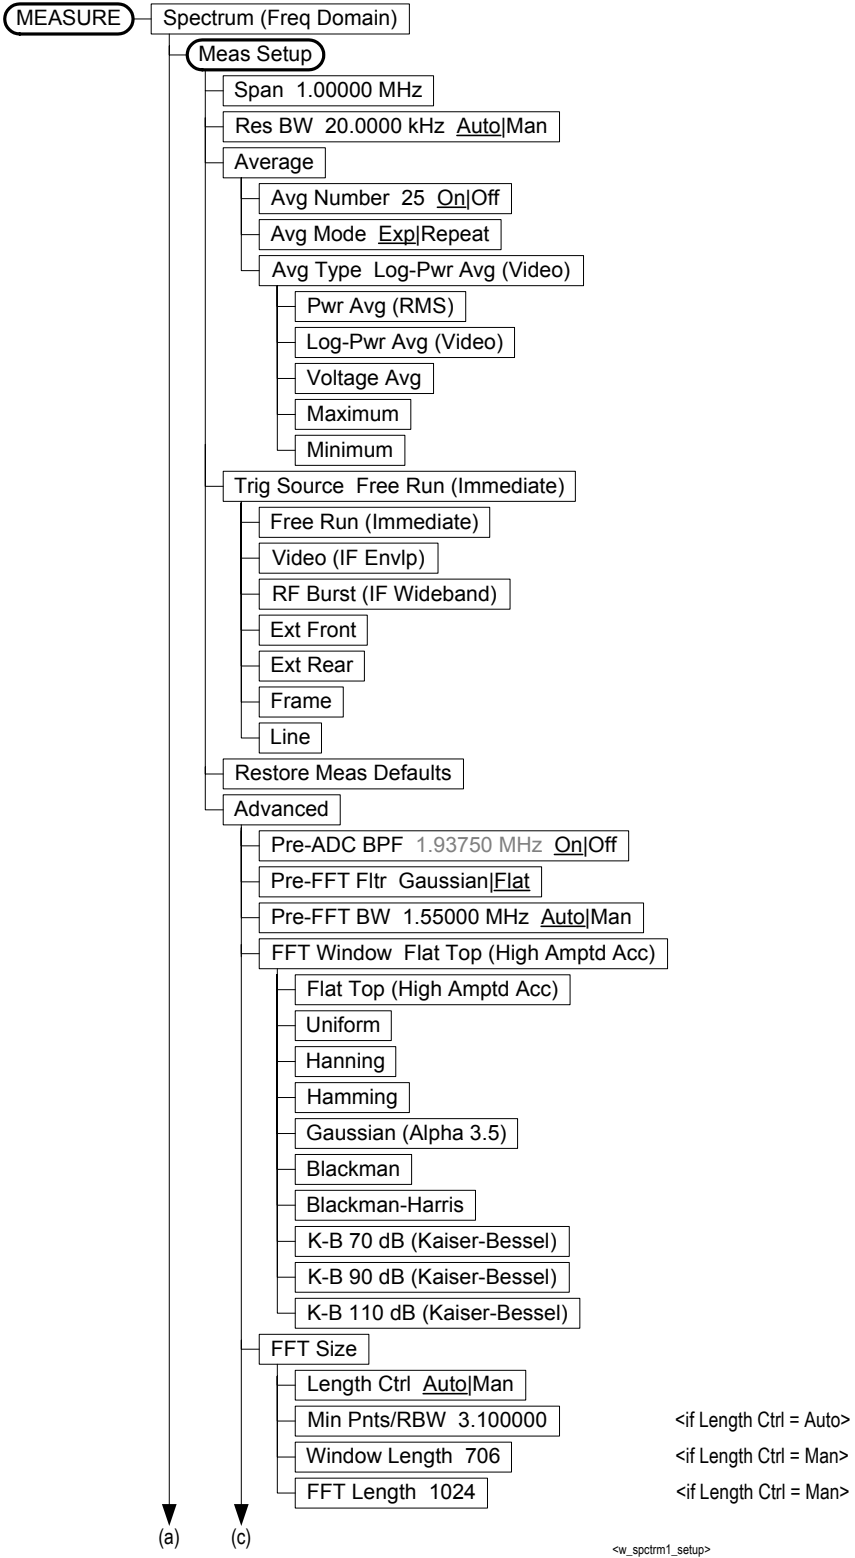 MEASURE Spectrum (Freq Domain)
Meas Setup
Span 1.00000 MHz
Res BW 20.0000 kHz Auto|Man
Average
Avg Number 25 On|Off
Avg Mode Exp|Repeat
Avg Type Log-Pwr Avg (Video)
Pwr Avg (RMS)
Log-Pwr Avg (Video)
Voltage Avg
Maximum
Minimum
Trig Source Free Run (Immediate)
Free Run (Immediate)
Video (IF Envlp)
RF Burst (IF Wideband)
Ext Front
Ext Rear
Frame
Line
Restore Meas Defaults
Advanced
Pre-ADC BPF 1.93750 MHz On|Off
Pre-FFT Fltr Gaussian|Flat
Pre-FFT BW 1.55000 MHz Auto|Man
FFT Window Flat Top (High Amptd Acc)
Flat Top (High Amptd Acc)
Uniform
Hanning
Hamming
Gaussian (Alpha 3.5)
Blackman
Blackman-Harris
K-B 70 dB (Kaiser-Bessel)
K-B 90 dB (Kaiser-Bessel)
K-B 110 dB (Kaiser-Bessel)
FFT Size
Length Ctrl Auto|Man
Min Pnts/RBW 3.100000 <if Length Ctrl = Auto>
Window Length 706 <if Length Ctrl = Man>
FFT Length 1024 <if Length Ctrl = Man>
(a) (c)
<w_spctrm1_setup>